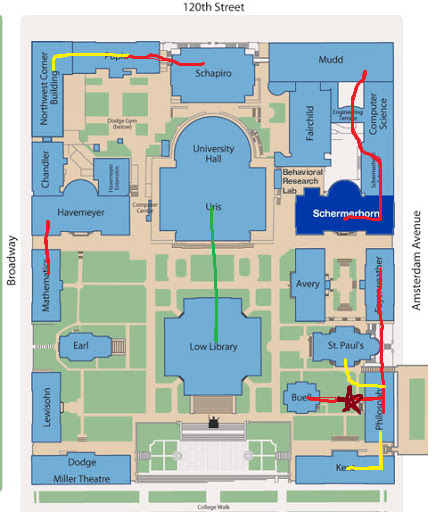 120th Street
Mudd
Pupin
Schapiro
Northwest Corner
Building
Dodge Gym
(below)
Fairchild
Engineering
Terrace
Computer
Science
University
Hall
Chandler
Havemeyer
Extension
Behavioral
Research
Lab
Schermerhorn
Havemeyer
Computer
Center
Uris
Schermerhorn
Broadway
Amsterdam Avenue
Mathematics
Avery
Fayerweather
Earl
Low Library
St. Paul's
Lewisohn
Buell
Philosophy
Dodge
Miller Theatre
Kent
College Walk